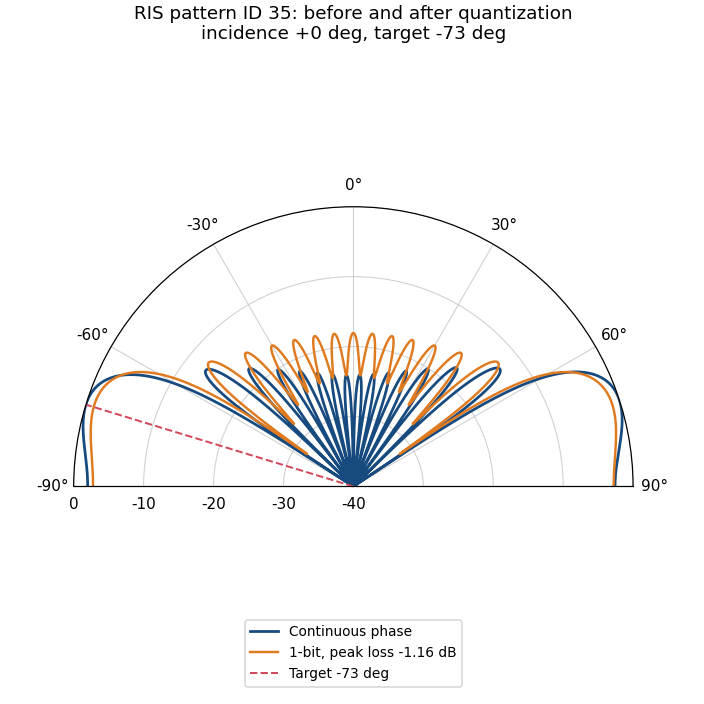 RIS pattern ID 35: before and after quantization
incidence +0 deg, target -73 deg
0°
-30°
30°
-60°
60°
-90°
90°
0
-10
-20
-30
-40
Continuous phase
1-bit, peak loss -1.16 dB
Target -73 deg